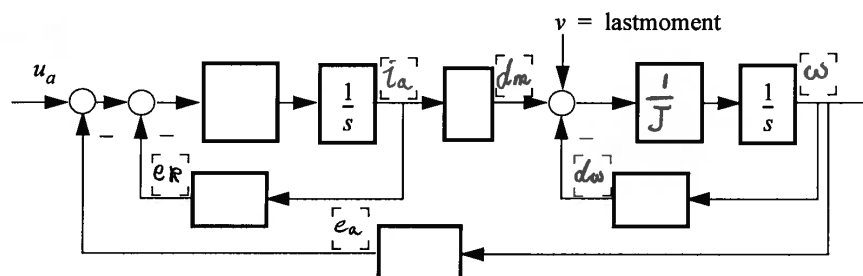 v = lastmoment
u_a
i_a
d_m
ω
1
s
1
J
1
s
e_R
d_ω
e_a